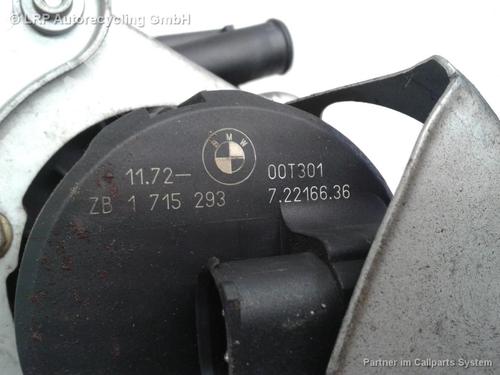 © LRP Autorecycling GmbH
BMW
11.72– 00T301
ZB 1 715 293 7.22166.36
Partner im Callparts System